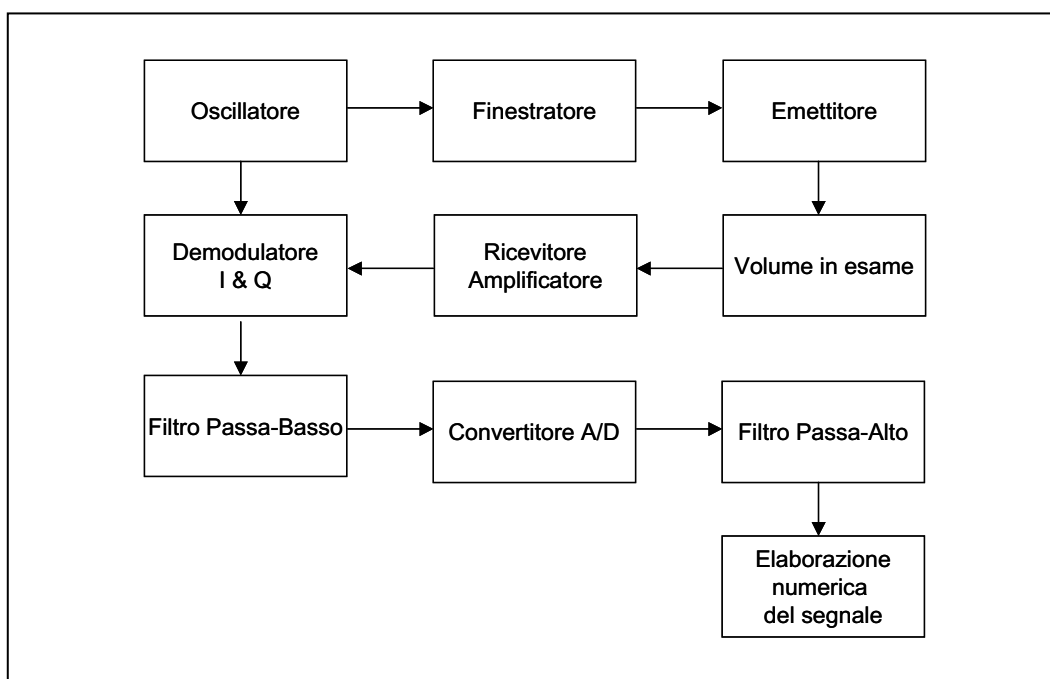 Oscillatore
Finestratore
Emettitore
Demodulatore
I & Q
Ricevitore
Amplificatore
Volume in esame
Filtro Passa-Basso
Convertitore A/D
Filtro Passa-Alto
Elaborazione
numerica
del segnale